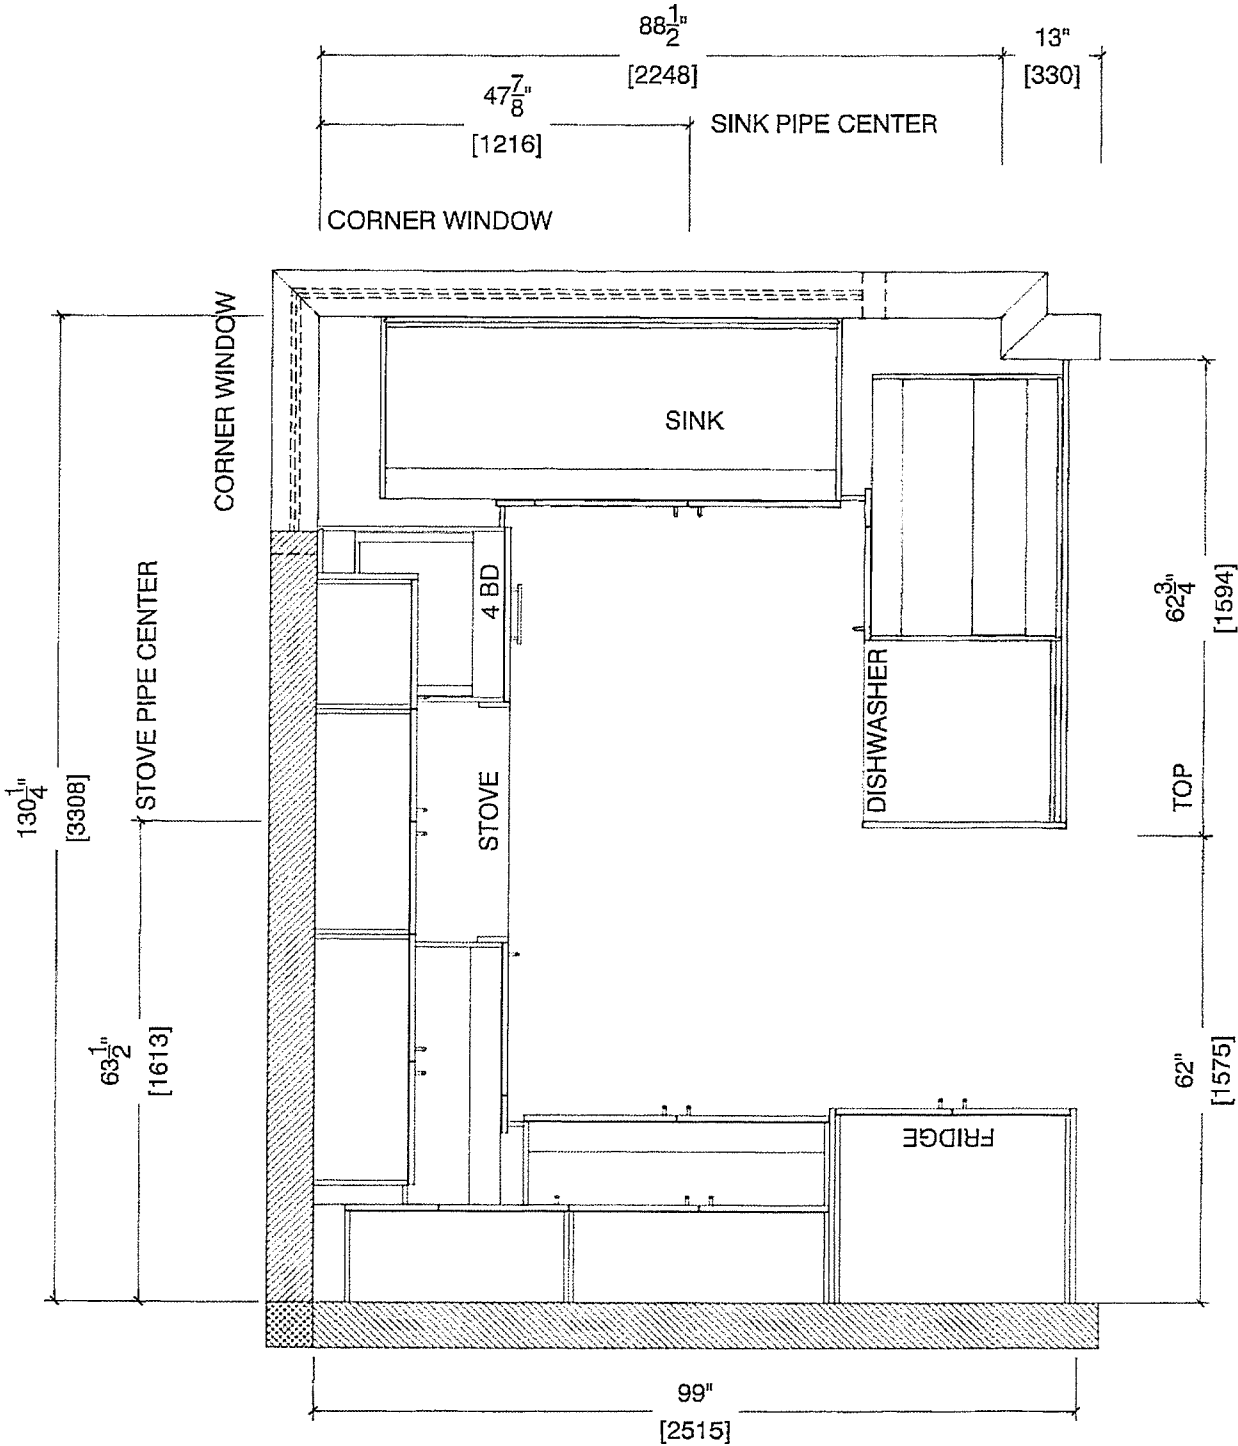 88 1/2"
[2248]
13"
[330]
47 7/8"
[1216]
SINK PIPE CENTER
CORNER WINDOW
CORNER WINDOW
SINK
STOVE PIPE CENTER
4 BD
62 3/4"
[1594]
DISHWASHER
STOVE
TOP
130 1/4"
[3308]
63 1/2"
[1613]
62"
[1575]
FRIDGE
99"
[2515]